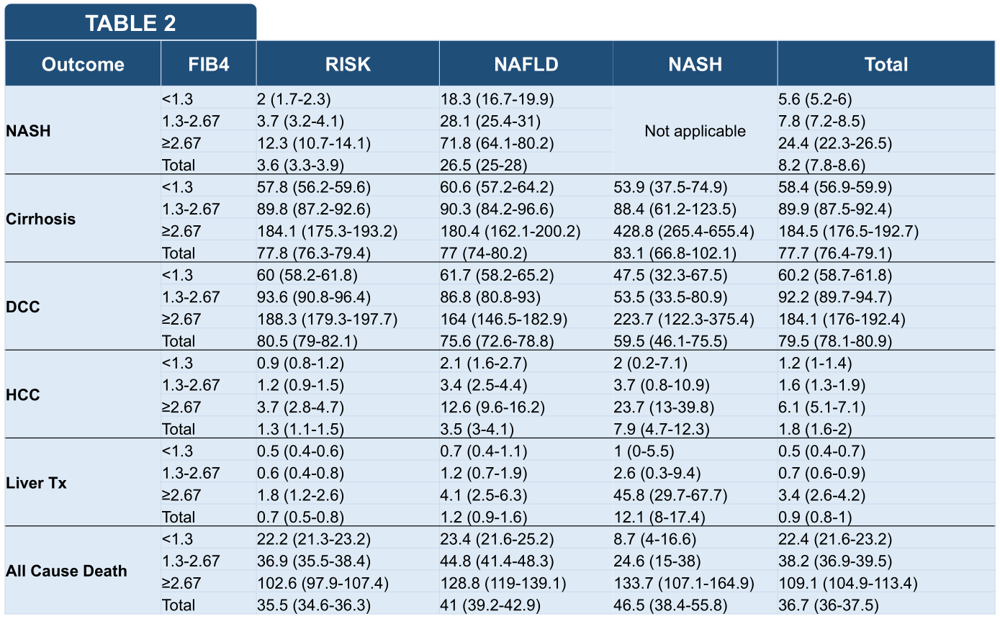 TABLE 2
Outcome FIB4 RISK NAFLD NASH Total
<1.3 2 (1.7-2.3) 18.3 (16.7-19.9) 5.6 (5.2-6)
1.3-2.67 3.7 (3.2-4.1) 28.1 (25.4-31) 7.8 (7.2-8.5)
NASH Not applicable
≥2.67 12.3 (10.7-14.1) 71.8 (64.1-80.2) 24.4 (22.3-26.5)
Total 3.6 (3.3-3.9) 26.5 (25-28) 8.2 (7.8-8.6)
<1.3 57.8 (56.2-59.6) 60.6 (57.2-64.2) 53.9 (37.5-74.9) 58.4 (56.9-59.9)
1.3-2.67 89.8 (87.2-92.6) 90.3 (84.2-96.6) 88.4 (61.2-123.5) 89.9 (87.5-92.4)
Cirrhosis
≥2.67 184.1 (175.3-193.2) 180.4 (162.1-200.2) 428.8 (265.4-655.4) 184.5 (176.5-192.7)
Total 77.8 (76.3-79.4) 77 (74-80.2) 83.1 (66.8-102.1) 77.7 (76.4-79.1)
<1.3 60 (58.2-61.8) 61.7 (58.2-65.2) 47.5 (32.3-67.5) 60.2 (58.7-61.8)
1.3-2.67 93.6 (90.8-96.4) 86.8 (80.8-93) 53.5 (33.5-80.9) 92.2 (89.7-94.7)
DCC
≥2.67 188.3 (179.3-197.7) 164 (146.5-182.9) 223.7 (122.3-375.4) 184.1 (176-192.4)
Total 80.5 (79-82.1) 75.6 (72.6-78.8) 59.5 (46.1-75.5) 79.5 (78.1-80.9)
<1.3 0.9 (0.8-1.2) 2.1 (1.6-2.7) 2 (0.2-7.1) 1.2 (1-1.4)
1.3-2.67 1.2 (0.9-1.5) 3.4 (2.5-4.4) 3.7 (0.8-10.9) 1.6 (1.3-1.9)
HCC
≥2.67 3.7 (2.8-4.7) 12.6 (9.6-16.2) 23.7 (13-39.8) 6.1 (5.1-7.1)
Total 1.3 (1.1-1.5) 3.5 (3-4.1) 7.9 (4.7-12.3) 1.8 (1.6-2)
<1.3 0.5 (0.4-0.6) 0.7 (0.4-1.1) 1 (0-5.5) 0.5 (0.4-0.7)
1.3-2.67 0.6 (0.4-0.8) 1.2 (0.7-1.9) 2.6 (0.3-9.4) 0.7 (0.6-0.9)
Liver Tx
≥2.67 1.8 (1.2-2.6) 4.1 (2.5-6.3) 45.8 (29.7-67.7) 3.4 (2.6-4.2)
Total 0.7 (0.5-0.8) 1.2 (0.9-1.6) 12.1 (8-17.4) 0.9 (0.8-1)
<1.3 22.2 (21.3-23.2) 23.4 (21.6-25.2) 8.7 (4-16.6) 22.4 (21.6-23.2)
1.3-2.67 36.9 (35.5-38.4) 44.8 (41.4-48.3) 24.6 (15-38) 38.2 (36.9-39.5)
All Cause Death
≥2.67 102.6 (97.9-107.4) 128.8 (119-139.1) 133.7 (107.1-164.9) 109.1 (104.9-113.4)
Total 35.5 (34.6-36.3) 41 (39.2-42.9) 46.5 (38.4-55.8) 36.7 (36-37.5)